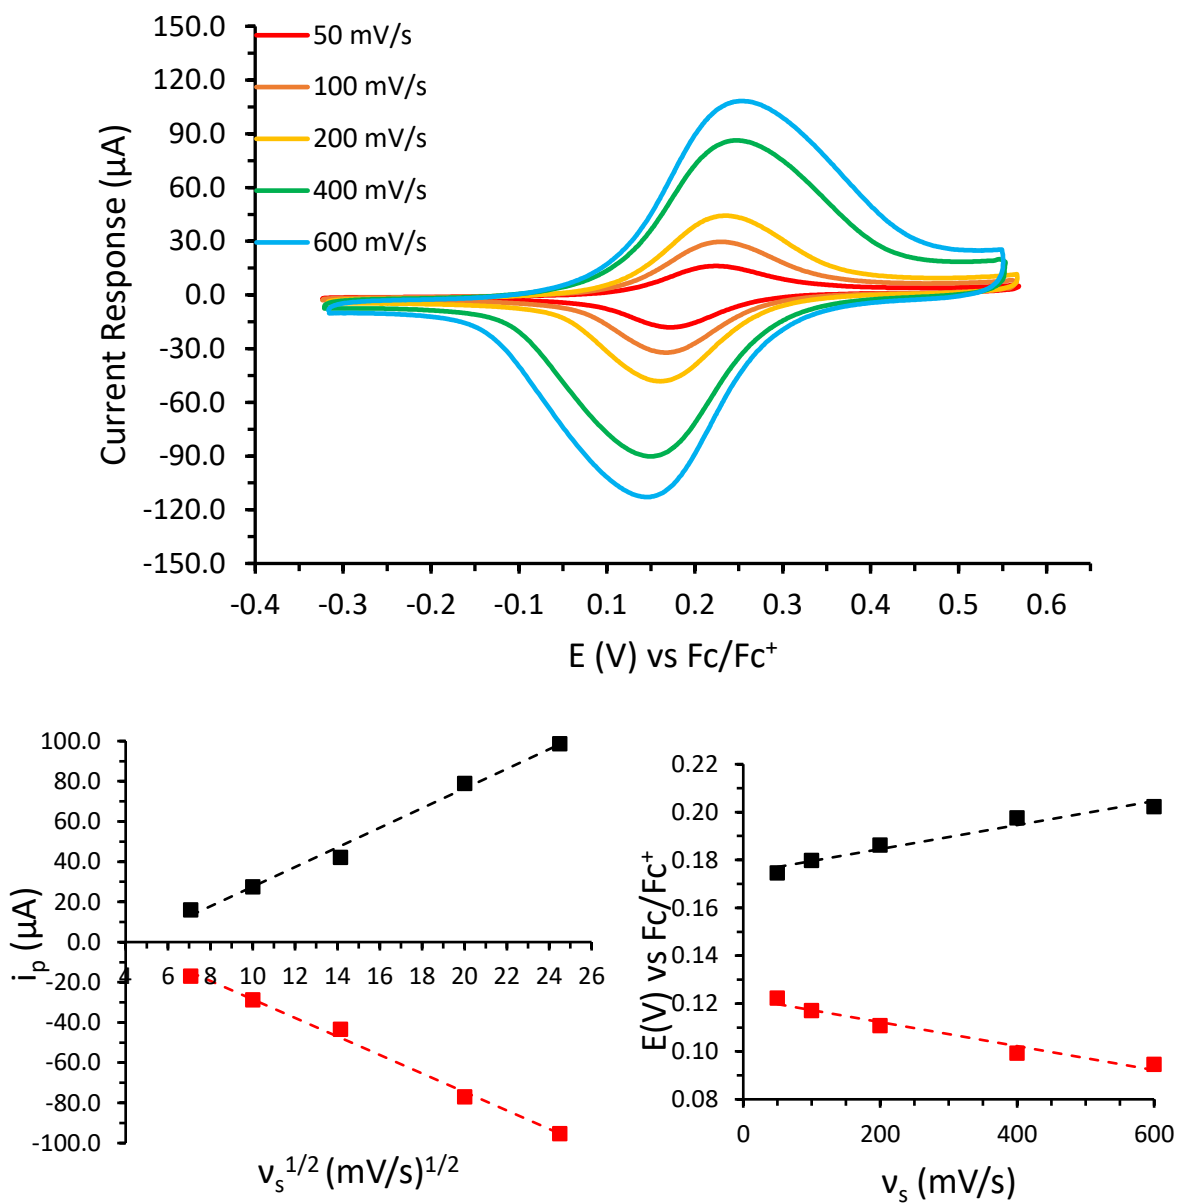 150.0
120.0
90.0
60.0
30.0
0.0
-30.0
-60.0
-90.0
-120.0
-150.0
Current Response (µA)
50 mV/s
100 mV/s
200 mV/s
400 mV/s
600 mV/s
-0.4 -0.3 -0.2 -0.1 0.1 0.2 0.3 0.4 0.5 0.6
E (V) vs Fc/Fc⁺
100.0
80.0
60.0
40.0
20.0
0.0
-20.0
-40.0
-60.0
-80.0
-100.0
i_p (µA)
4 6 8 10 12 14 16 18 20 22 24 26
ν_s^1/2 (mV/s)^1/2
0.22
0.20
0.18
0.16
0.14
0.12
0.10
0.08
E(V) vs Fc/Fc⁺
0 200 400 600
ν_s (mV/s)